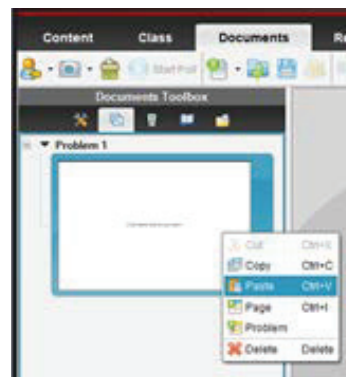 Content Class Documents
Start Poll
Documents Toolbox
Problem 1
Cut Ctrl+X
Copy Ctrl+C
Paste Ctrl+V
Page Ctrl+I
Problem
Delete Delete